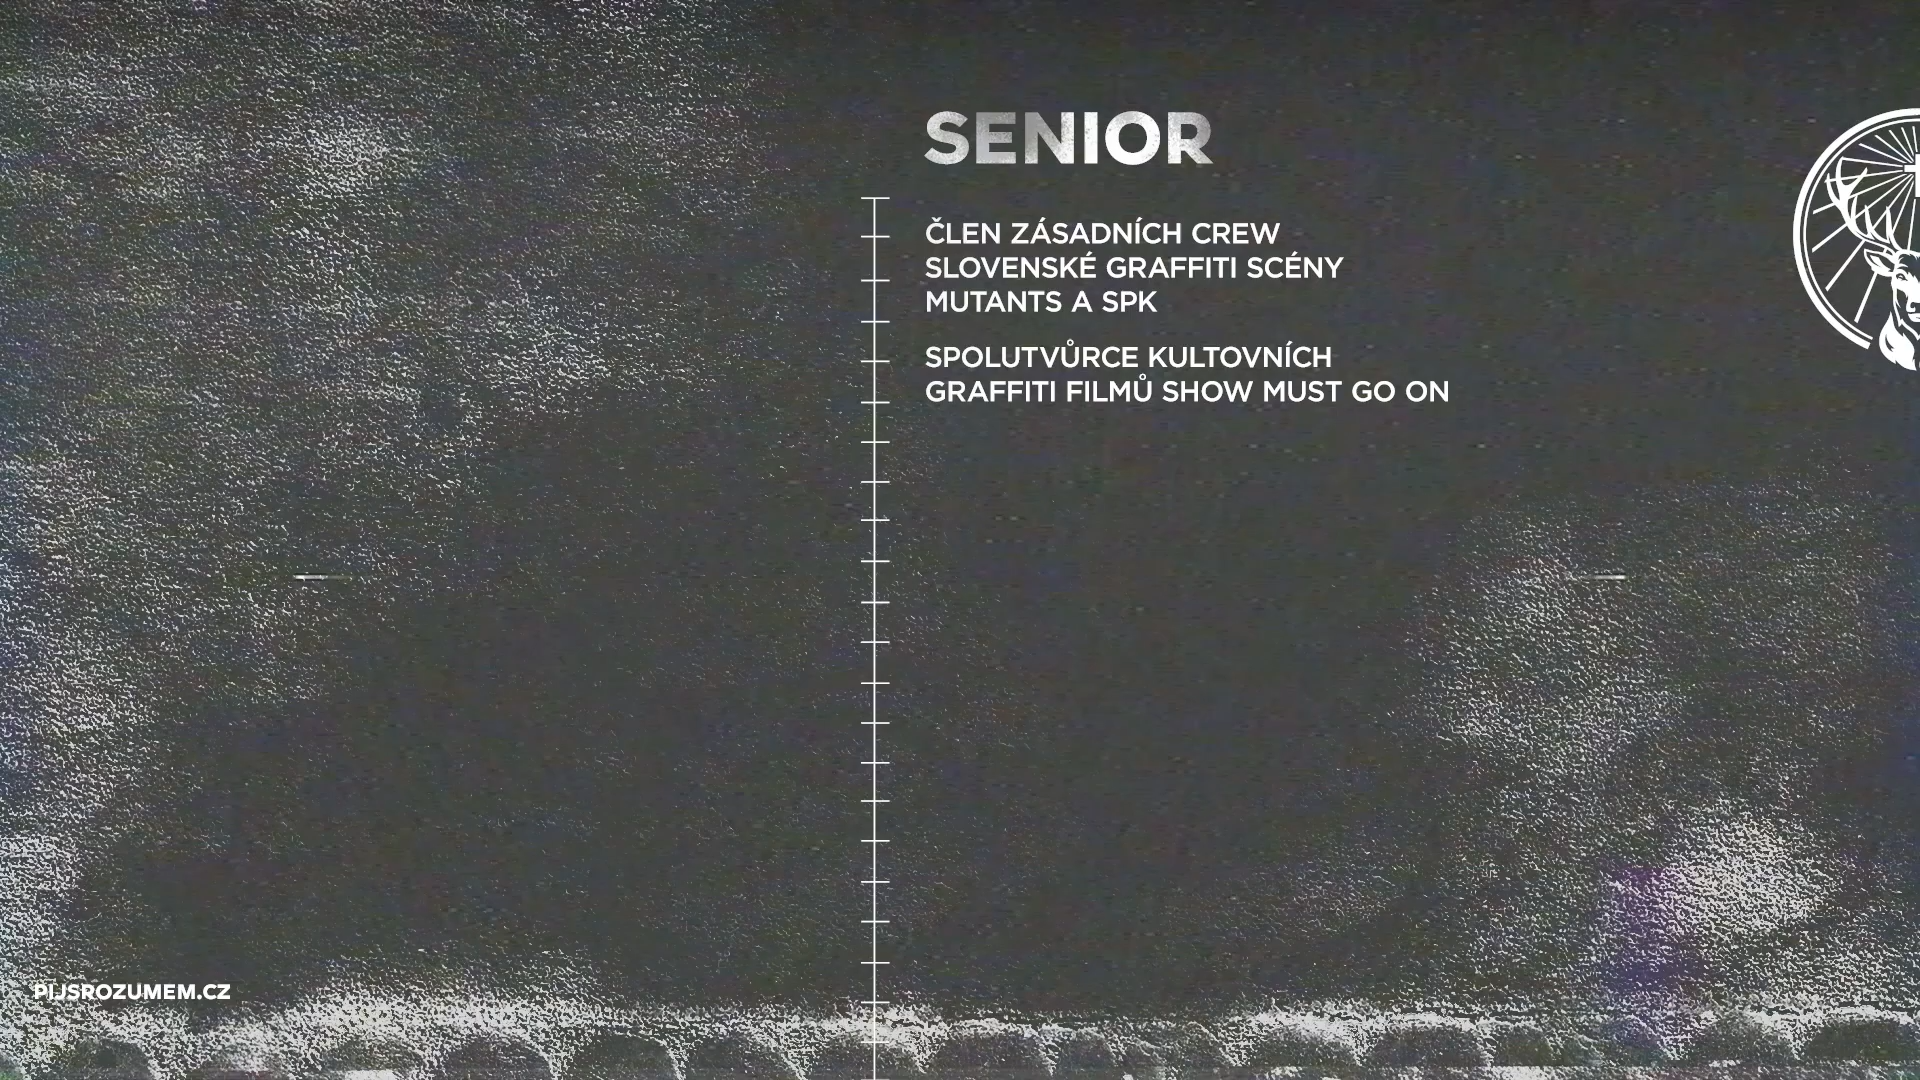 SENIOR
ČLEN ZÁSADNÍCH CREW
SLOVENSKÉ GRAFFITI SCÉNY
MUTANTS A SPK
SPOLUTVŮRCE KULTOVNÍCH
GRAFFITI FILMŮ SHOW MUST GO ON
PIJSROZUMEM.CZ